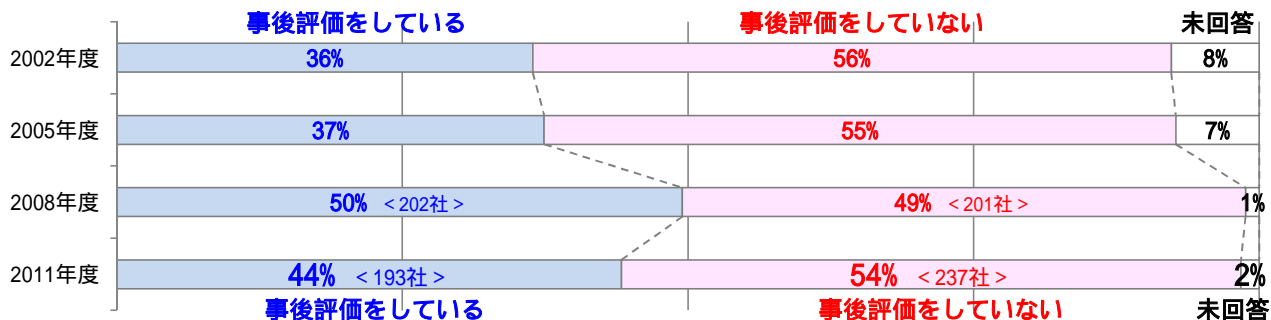 事後評価をしている 事後評価をしていない 未回答
2002年度 36% 56% 8%
2005年度 37% 55% 7%
2008年度 50% <202社> 49% <201社> 1%
2011年度 44% <193社> 54% <237社> 2%
事後評価をしている 事後評価をしていない 未回答